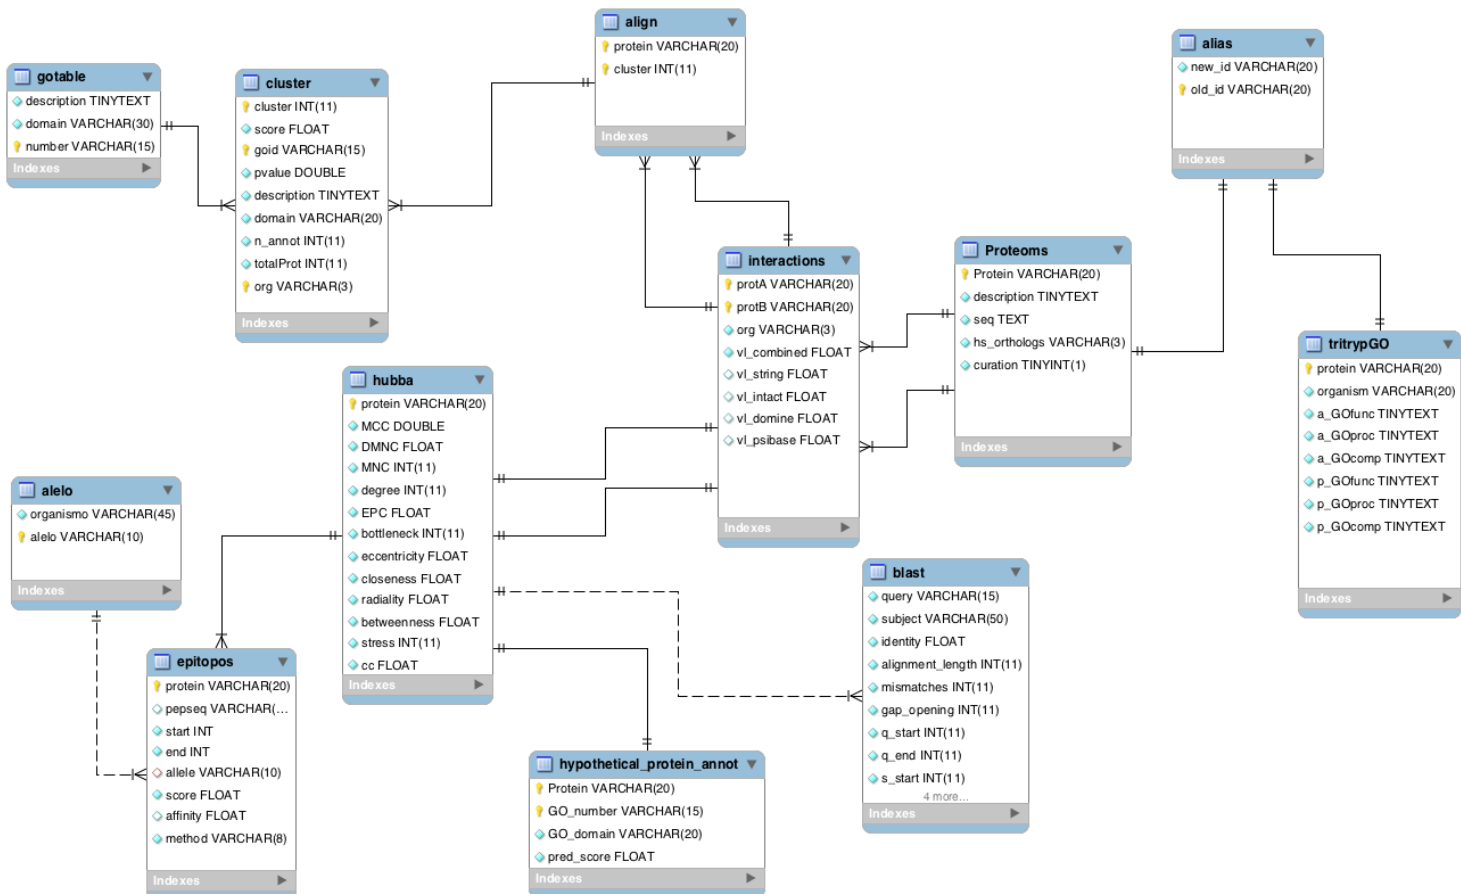 gotable
description TINYTEXT
domain VARCHAR(30)
number VARCHAR(15)
Indexes
cluster
cluster INT(11)
score FLOAT
goid VARCHAR(15)
pvalue DOUBLE
description TINYTEXT
domain VARCHAR(20)
n_annot INT(11)
totalProt INT(11)
org VARCHAR(3)
Indexes
align
protein VARCHAR(20)
cluster INT(11)
Indexes
alias
new_id VARCHAR(20)
old_id VARCHAR(20)
Indexes
interactions
protA VARCHAR(20)
protB VARCHAR(20)
org VARCHAR(3)
vl_combined FLOAT
vl_string FLOAT
vl_intact FLOAT
vl_domine FLOAT
vl_psibase FLOAT
Indexes
Proteoms
Protein VARCHAR(20)
description TINYTEXT
seq TEXT
hs_orthologs VARCHAR(3)
curation TINYINT(1)
Indexes
tritrypGO
protein VARCHAR(20)
organism VARCHAR(20)
a_GOfunc TINYTEXT
a_GOproc TINYTEXT
a_GOcomp TINYTEXT
p_GOfunc TINYTEXT
p_GOproc TINYTEXT
p_GOcomp TINYTEXT
Indexes
hubba
protein VARCHAR(20)
MCC DOUBLE
DMNC FLOAT
MNC INT(11)
degree INT(11)
EPC FLOAT
bottleneck INT(11)
eccentricity FLOAT
closeness FLOAT
radiality FLOAT
betweenness FLOAT
stress INT(11)
cc FLOAT
Indexes
alelo
organismo VARCHAR(45)
alelo VARCHAR(10)
Indexes
epitopos
protein VARCHAR(20)
pepseq VARCHAR(...
start INT
end INT
allele VARCHAR(10)
score FLOAT
affinity FLOAT
method VARCHAR(8)
Indexes
hypothetical_protein_annot
Protein VARCHAR(20)
GO_number VARCHAR(15)
GO_domain VARCHAR(20)
pred_score FLOAT
Indexes
blast
query VARCHAR(15)
subject VARCHAR(50)
identity FLOAT
alignment_length INT(11)
mismatches INT(11)
gap_opening INT(11)
q_start INT(11)
q_end INT(11)
s_start INT(11)
4 more...
Indexes